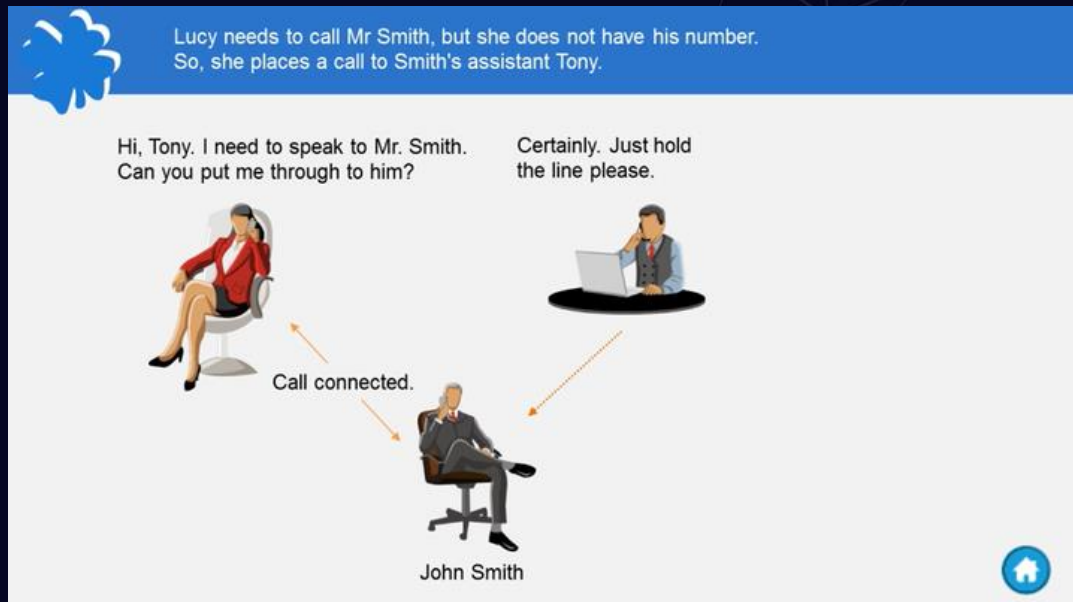 Lucy needs to call Mr Smith, but she does not have his number.
So, she places a call to Smith's assistant Tony.
Hi, Tony. I need to speak to Mr. Smith.
Can you put me through to him?
Certainly. Just hold
the line please.
Call connected.
John Smith